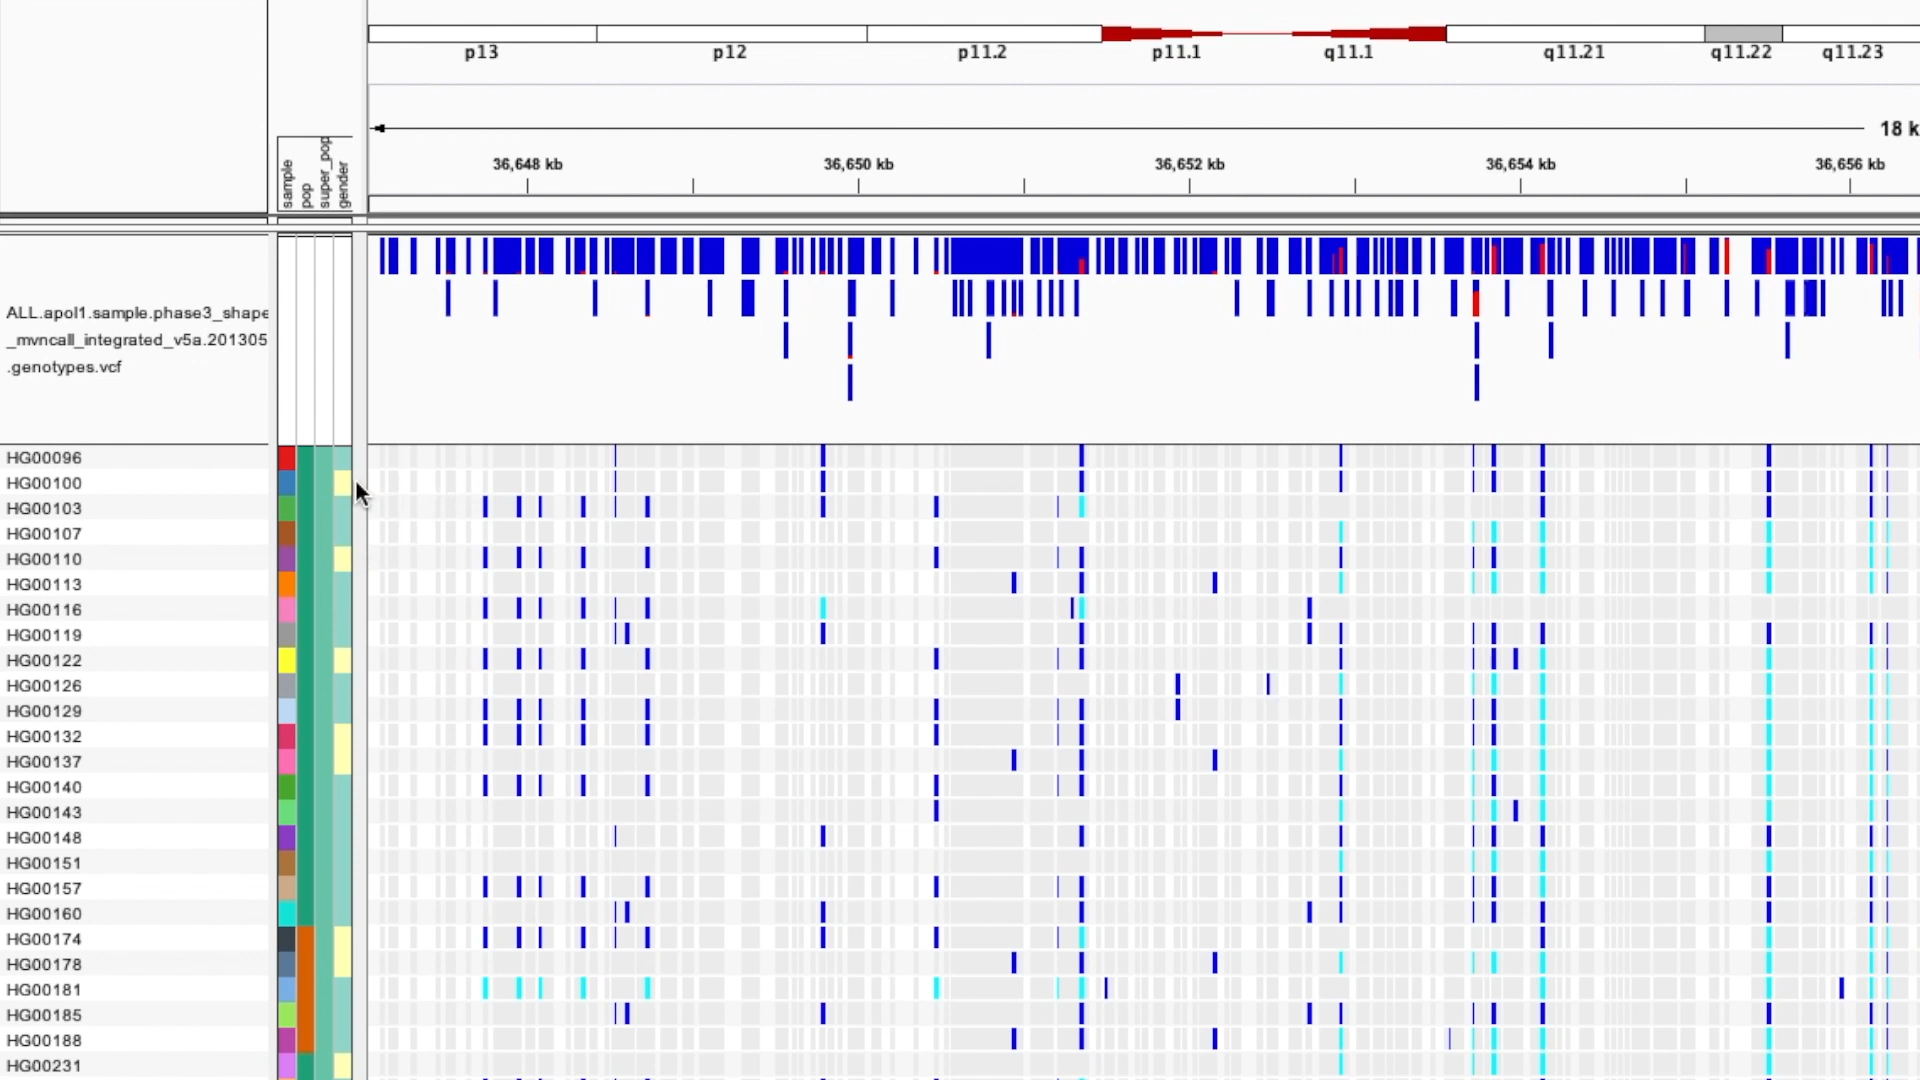 p13 p12 p11.2 p11.1 q11.1 q11.21 q11.22 q11.23
18 k
36,648 kb 36,650 kb 36,652 kb 36,654 kb 36,656 kb
sample
pop
super_pop
gender
ALL.apol1.sample.phase3_shape
_mvncall_integrated_v5a.201305
.genotypes.vcf
HG00096
HG00100
HG00103
HG00107
HG00110
HG00113
HG00116
HG00119
HG00122
HG00126
HG00129
HG00132
HG00137
HG00140
HG00143
HG00148
HG00151
HG00157
HG00160
HG00174
HG00178
HG00181
HG00185
HG00188
HG00231